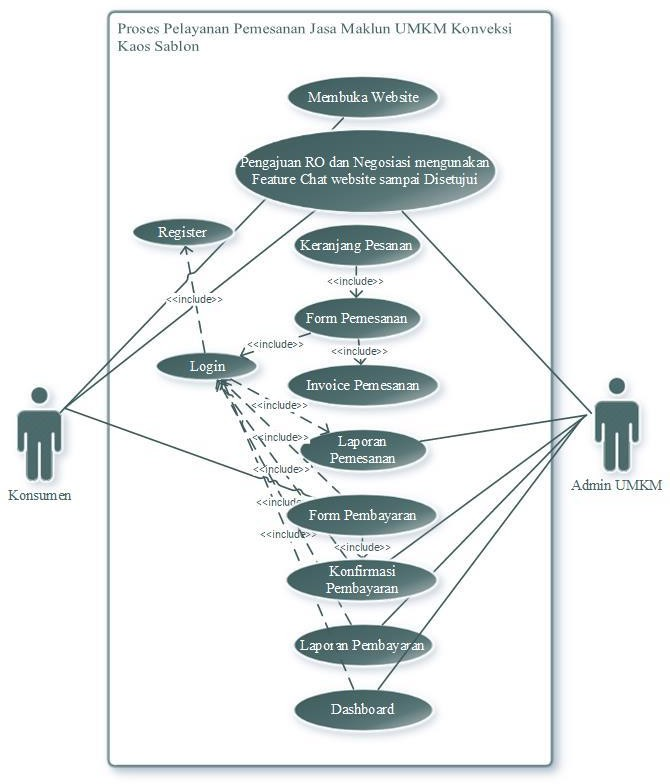 Proses Pelayanan Pemesanan Jasa Maklun UMKM Konveksi
Kaos Sablon
Membuka Website
Pengajuan RO dan Negosiasi mengunakan
Feature Chat website sampai Disetujui
Register
Keranjang Pesanan
<<include>>
<<include>>
Form Pemesanan
<<include>>
<<include>>
Login
Invoice Pemesanan
<<include>>
Laporan
Pemesanan
<<include>>
Konsumen
Admin UMKM
<<include>>
<<inclu
Form Pembayaran
<<include>>
<<include>>
Konfirmasi
Pembayaran
Laporan Pembayaran
Dashboard